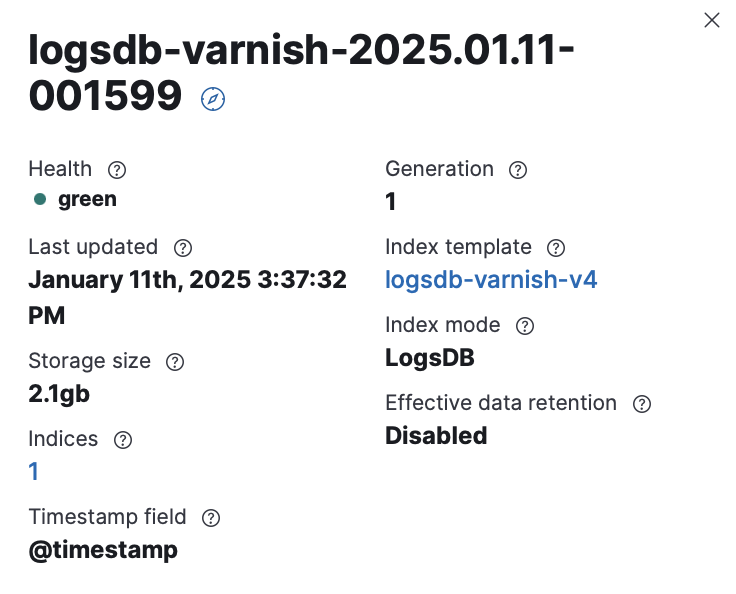 logsdb-varnish-2025.01.11-
001599
Health
green
Last updated
January 11th, 2025 3:37:32
PM
Storage size
2.1gb
Indices
1
Timestamp field
@timestamp
Generation
1
Index template
logsdb-varnish-v4
Index mode
LogsDB
Effective data retention
Disabled